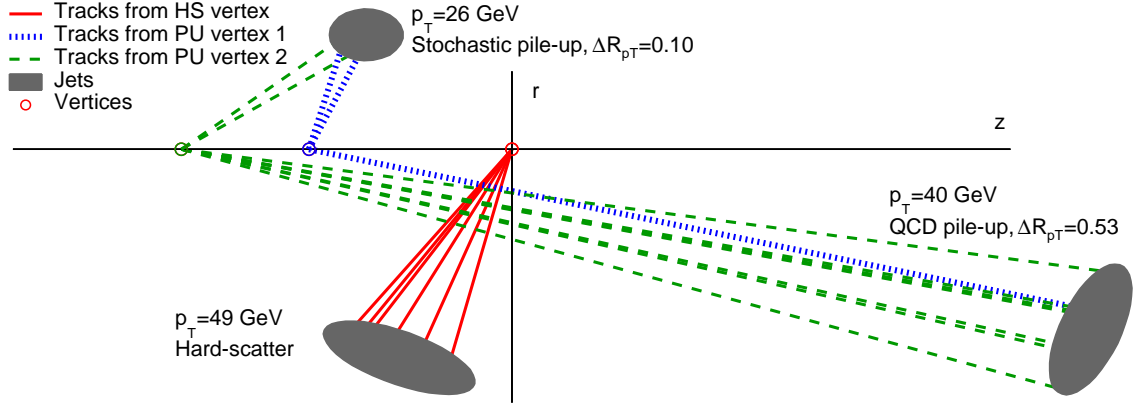 Tracks from HS vertex
Tracks from PU vertex 1
Tracks from PU vertex 2
Jets
Vertices
p_T=26 GeV
Stochastic pile-up, ΔR_pT=0.10
r
z
p_T=40 GeV
QCD pile-up, ΔR_pT=0.53
p_T=49 GeV
Hard-scatter